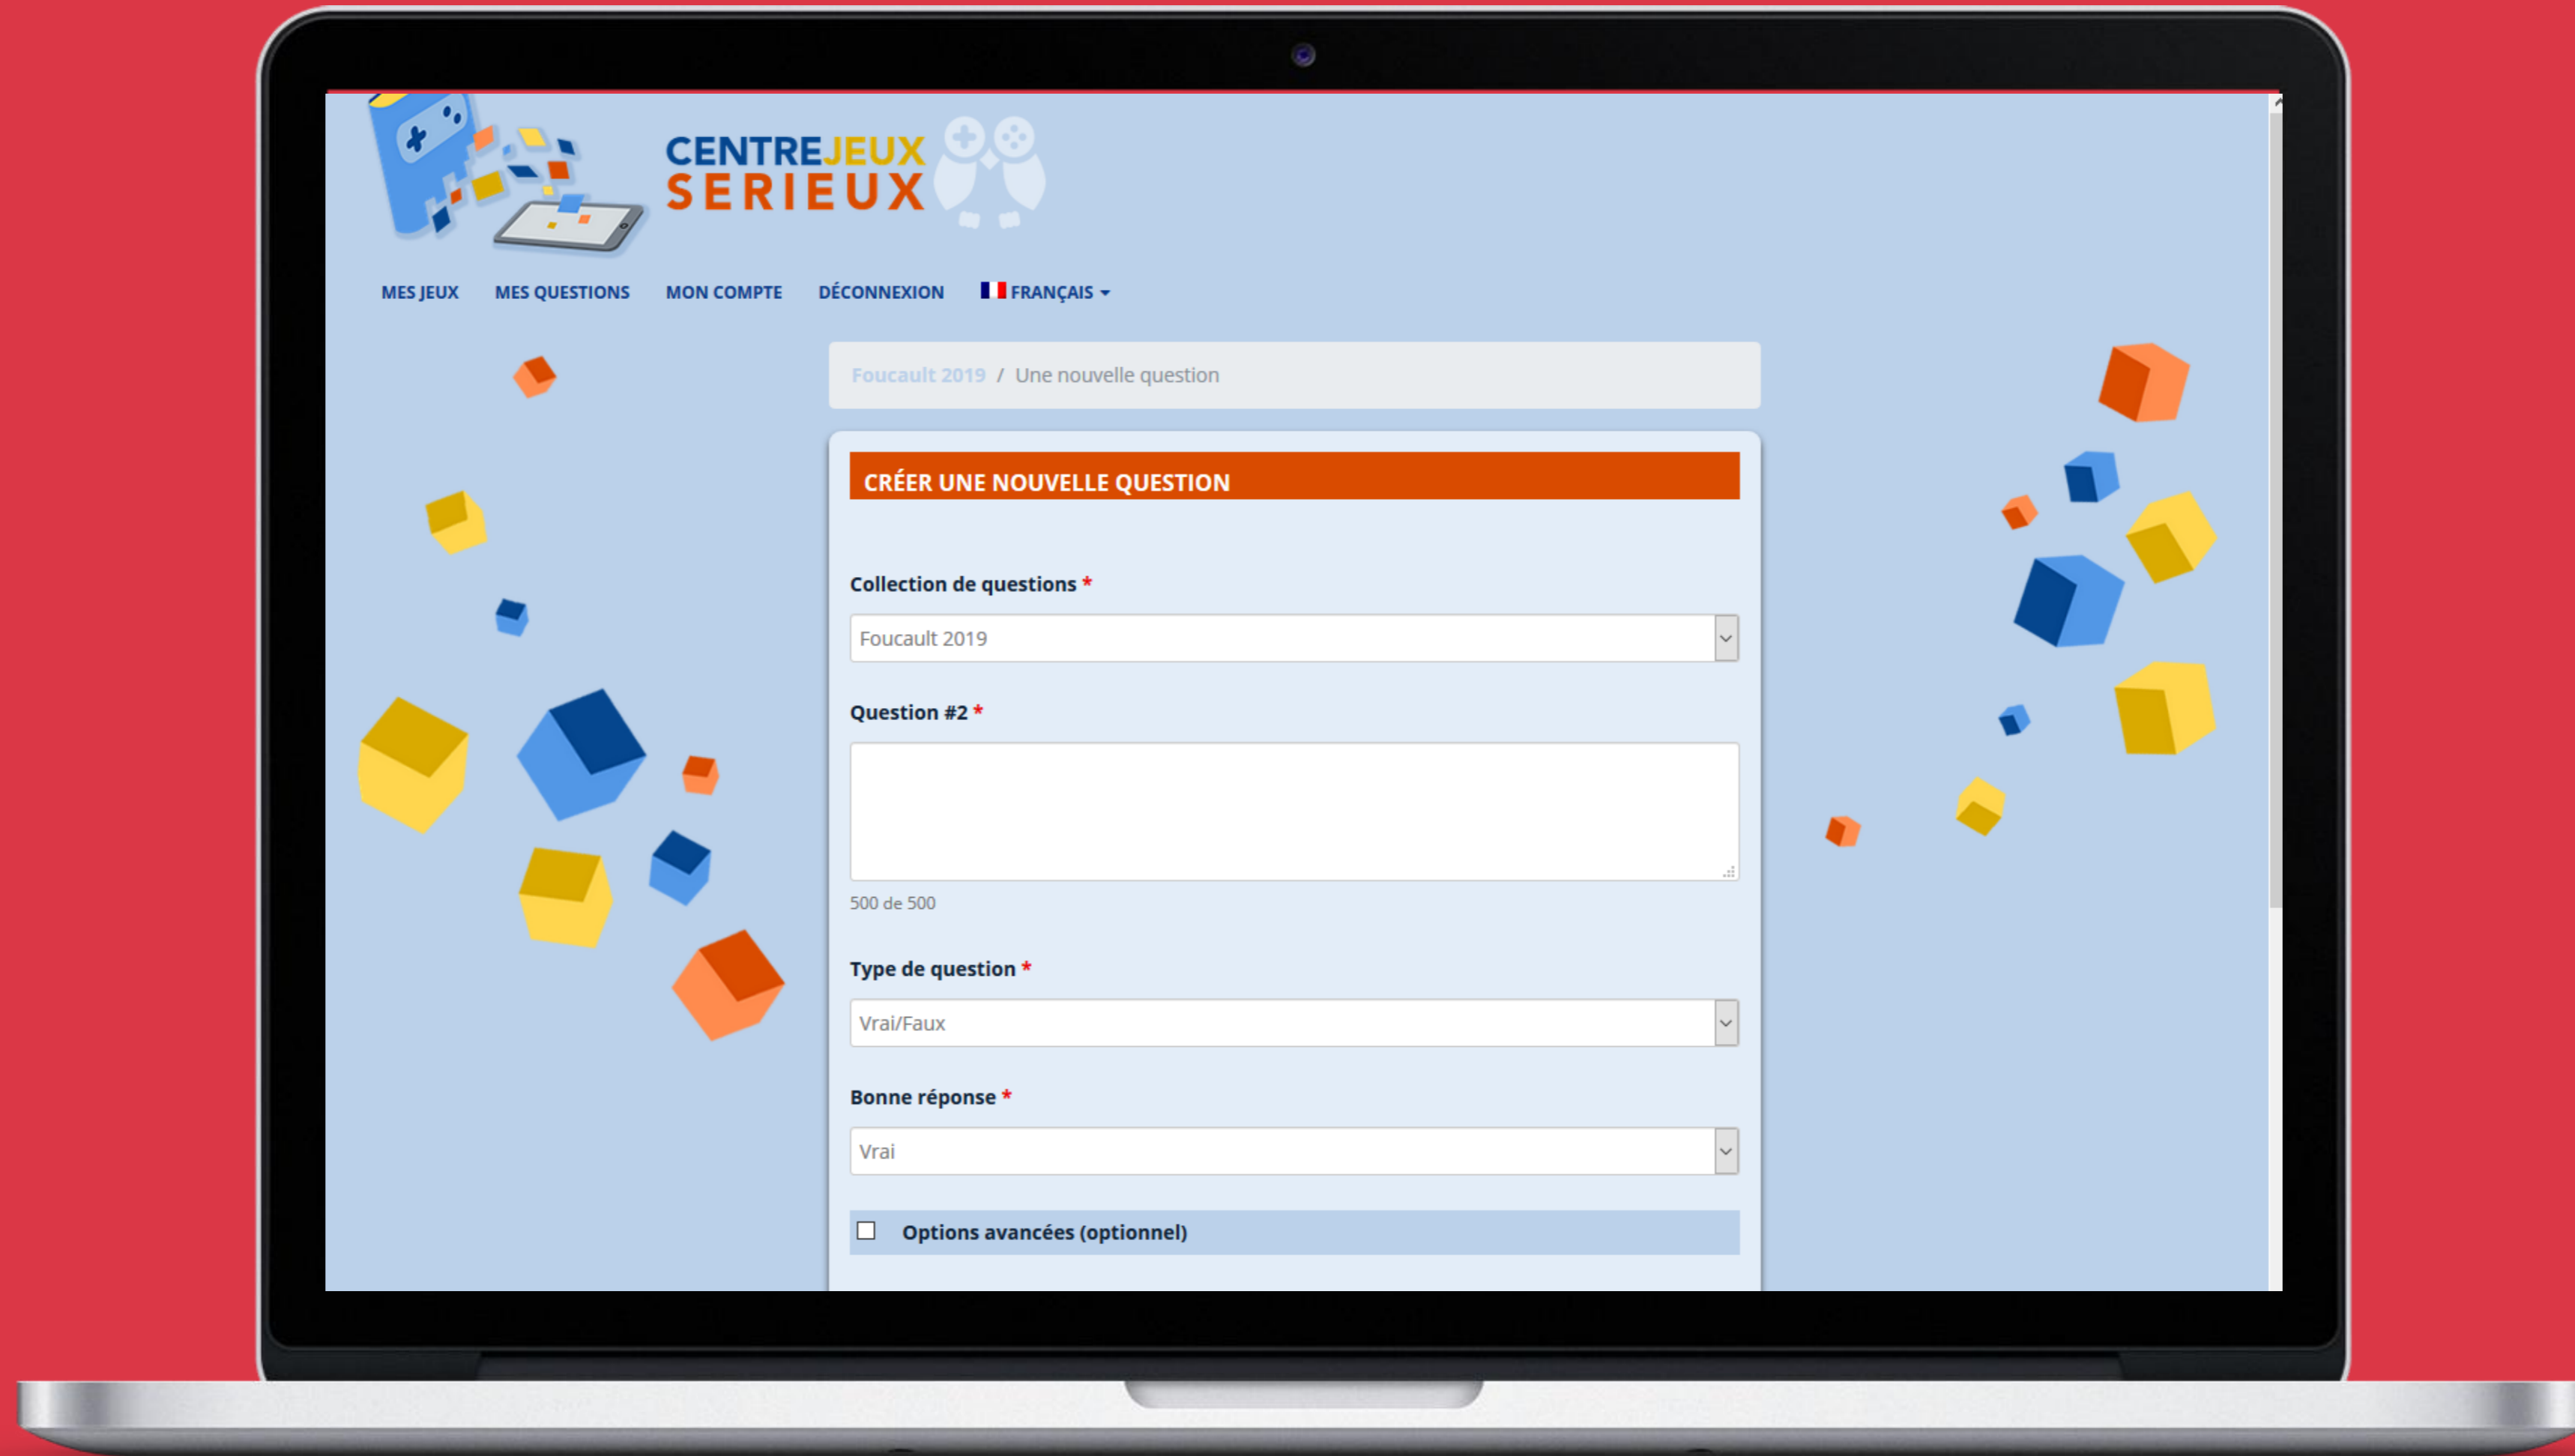 CENTREJEUX
SERIEUX
MES JEUX MES QUESTIONS MON COMPTE DÉCONNEXION FRANÇAIS
Foucault 2019 / Une nouvelle question
CRÉER UNE NOUVELLE QUESTION
Collection de questions *
Foucault 2019
Question #2 *
500 de 500
Type de question *
Vrai/Faux
Bonne réponse *
Vrai
Options avancées (optionnel)